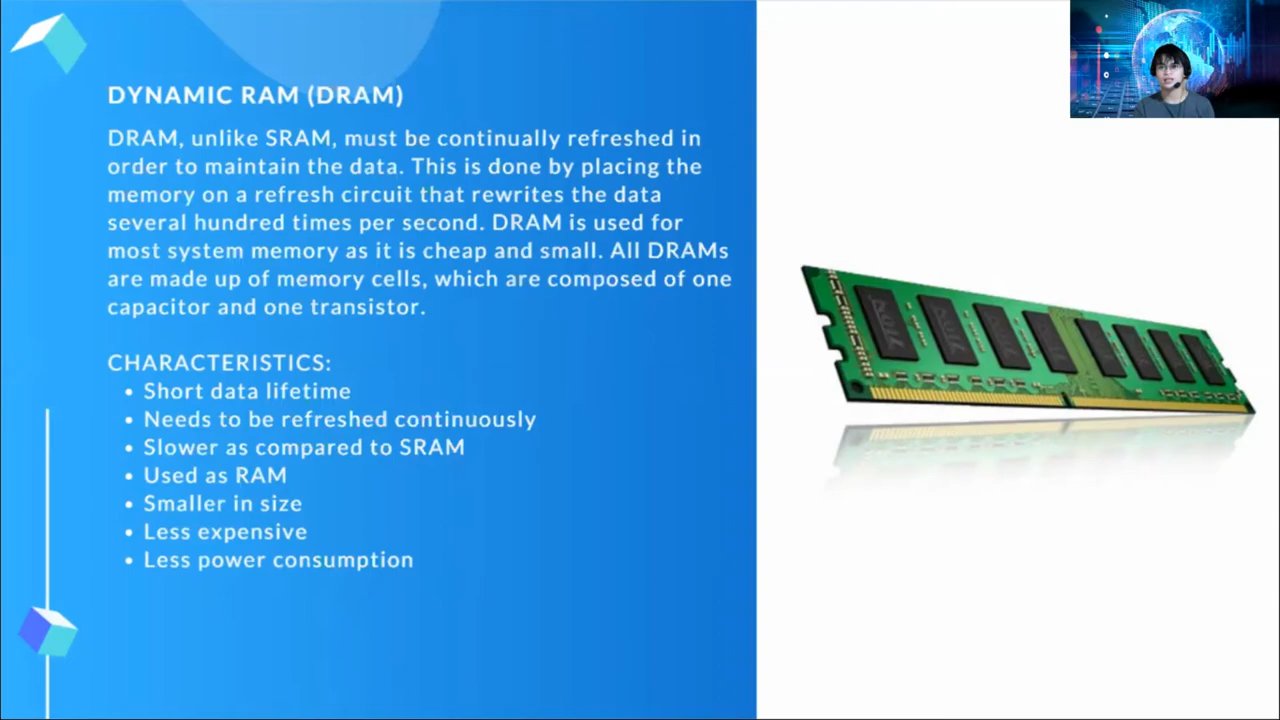 DYNAMIC RAM (DRAM)
DRAM, unlike SRAM, must be continually refreshed in
order to maintain the data. This is done by placing the
memory on a refresh circuit that rewrites the data
several hundred times per second. DRAM is used for
most system memory as it is cheap and small. All DRAMs
are made up of memory cells, which are composed of one
capacitor and one transistor.
CHARACTERISTICS:
• Short data lifetime
• Needs to be refreshed continuously
• Slower as compared to SRAM
• Used as RAM
• Smaller in size
• Less expensive
• Less power consumption